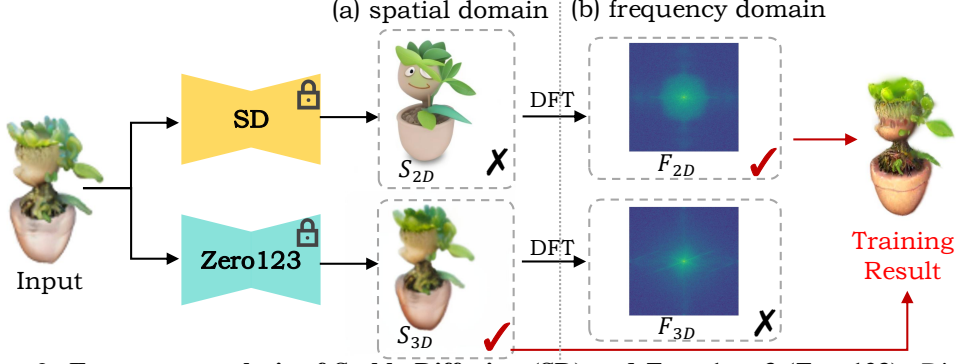 (a) spatial domain
(b) frequency domain
SD
DFT
S2D
✗
F2D
✓
Input
Zero123
DFT
S3D
✓
F3D
✗
Training
Result